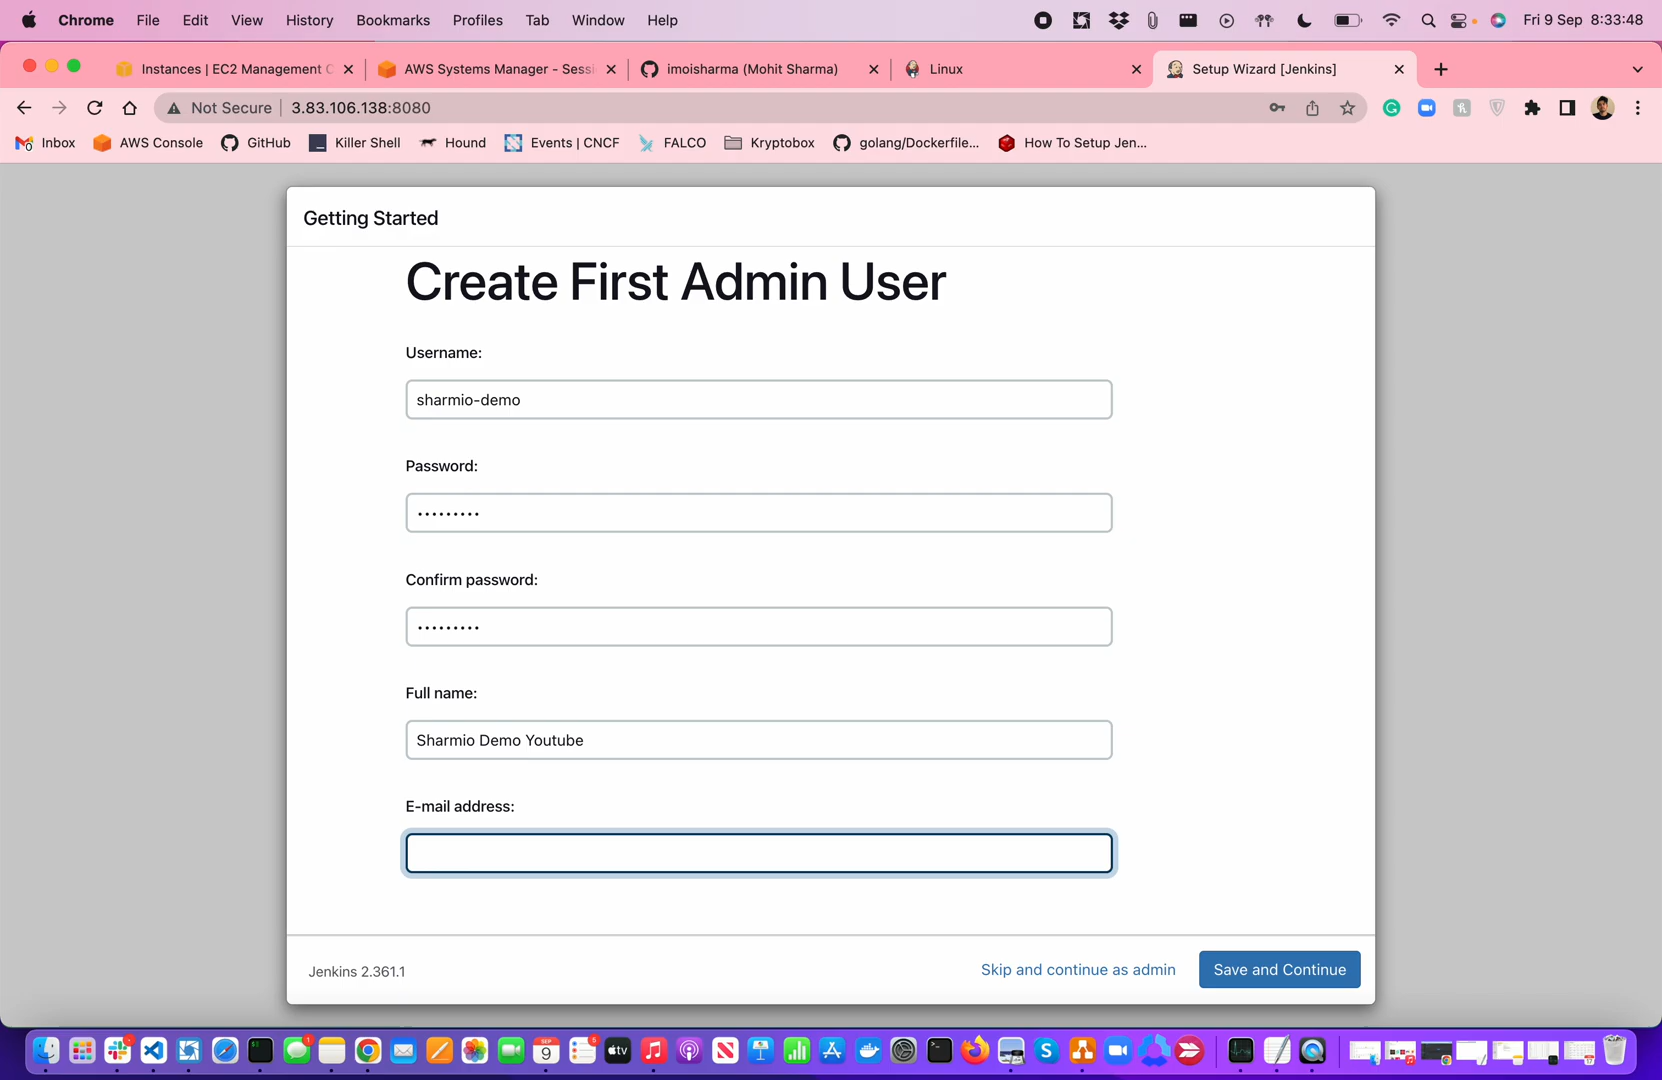 Chrome File Edit View History Bookmarks Profiles Tab Window Help Fri 9 Sep 8:33:48
Instances | EC2 Management C AWS Systems Manager - Sessi imoisharma (Mohit Sharma) Linux Setup Wizard [Jenkins]
Not Secure 3.83.106.138:8080
Inbox AWS Console GitHub Killer Shell Hound Events | CNCF FALCO Kryptobox golang/Dockerfile... How To Setup Jen...
Getting Started
Create First Admin User
Username:
sharmio-demo
Password:
•••••••••
Confirm password:
•••••••••
Full name:
Sharmio Demo Youtube
E-mail address:
Jenkins 2.361.1
Skip and continue as admin
Save and Continue